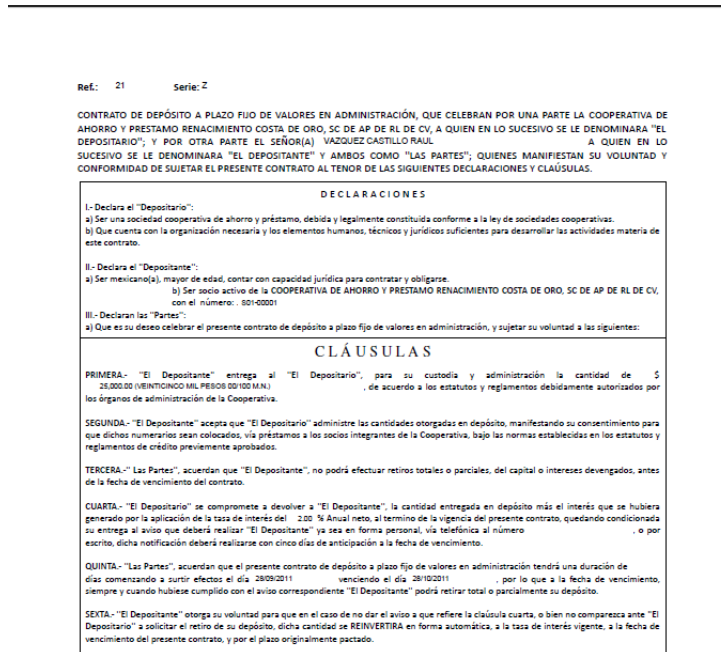 Ref.: 21 Serie: Z
CONTRATO DE DEPÓSITO A PLAZO FIJO DE VALORES EN ADMINISTRACIÓN, QUE CELEBRAN POR UNA PARTE LA COOPERATIVA DE
AHORRO Y PRESTAMO RENACIMIENTO COSTA DE ORO, SC DE AP DE RL DE CV, A QUIEN EN LO SUCESIVO SE LE DENOMINARA "EL
DEPOSITARIO"; Y POR OTRA PARTE EL SEÑOR(A) VAZQUEZ CASTILLO RAUL A QUIEN EN LO
SUCESIVO SE LE DENOMINARA "EL DEPOSITANTE" Y AMBOS COMO "LAS PARTES"; QUIENES MANIFIESTAN SU VOLUNTAD Y
CONFORMIDAD DE SUJETAR EL PRESENTE CONTRATO AL TENOR DE LAS SIGUIENTES DECLARACIONES Y CLAÚSULAS.
DECLARACIONES
I.- Declara el "Depositario":
a) Ser una sociedad cooperativa de ahorro y préstamo, debida y legalmente constituida conforme a la ley de sociedades cooperativas.
b) Que cuenta con la organización necesaria y los elementos humanos, técnicos y jurídicos suficientes para desarrollar las actividades materia de
este contrato.
II.- Declara el "Depositante":
a) Ser mexicano(a), mayor de edad, contar con capacidad jurídica para contratar y obligarse.
b) Ser socio activo de la COOPERATIVA DE AHORRO Y PRESTAMO RENACIMIENTO COSTA DE ORO, SC DE AP DE RL DE CV,
con el número: . S01-00001
III.- Declaran las "Partes":
a) Que es su deseo celebrar el presente contrato de depósito a plazo fijo de valores en administración, y sujetar su voluntad a las siguientes:
CLÁUSULAS
PRIMERA.- "El Depositante" entrega al "El Depositario", para su custodia y administración la cantidad de $
25,000.00 (VEINTICINCO MIL PESOS 00/100 M.N.) , de acuerdo a los estatutos y reglamentos debidamente autorizados por
los órganos de administración de la Cooperativa.
SEGUNDA.- "El Depositante" acepta que "El Depositario" administre las cantidades otorgadas en depósito, manifestando su consentimiento para
que dichos numerarios sean colocados, vía préstamos a los socios integrantes de la Cooperativa, bajo las normas establecidas en los estatutos y
reglamentos de crédito previamente aprobados.
TERCERA.-" Las Partes", acuerdan que "El Depositante", no podrá efectuar retiros totales o parciales, del capital o intereses devengados, antes
de la fecha de vencimiento del contrato.
CUARTA.- "El Depositario" se compromete a devolver a "El Depositante", la cantidad entregada en depósito más el interés que se hubiera
generado por la aplicación de la tasa de interés del 2.00 % Anual neto, al termino de la vigencia del presente contrato, quedando condicionada
su entrega al aviso que deberá realizar "El Depositante" ya sea en forma personal, vía telefónica al número , o por
escrito, dicha notificación deberá realizarse con cinco días de anticipación a la fecha de vencimiento.
QUINTA.- "Las Partes", acuerdan que el presente contrato de depósito a plazo fijo de valores en administración tendrá una duración de
días comenzando a surtir efectos el día 28/09/2011 venciendo el día 28/10/2011 , por lo que a la fecha de vencimiento,
siempre y cuando hubiese cumplido con el aviso correspondiente "El Depositante" podrá retirar total o parcialmente su depósito.
SEXTA.- "El Depositante" otorga su voluntad para que en el caso de no dar el aviso a que refiere la cláusula cuarta, o bien no comparezca ante "El
Depositario" a solicitar el retiro de su depósito, dicha cantidad se REINVERTIRA en forma automática, a la tasa de interés vigente, a la fecha de
vencimiento del presente contrato, y por el plazo originalmente pactado.